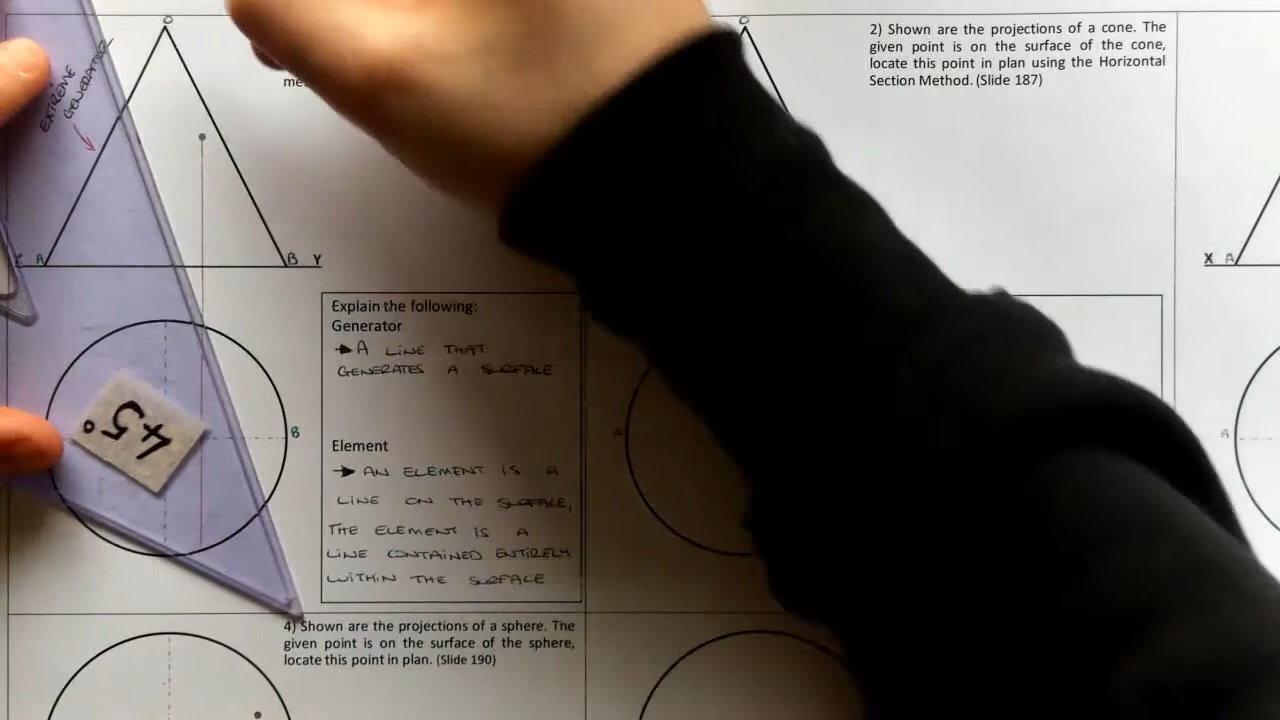 O
O
2) Shown are the projections of a cone. The
given point is on the surface of the cone,
locate this point in plan using the Horizontal
Section Method. (Slide 187)
EXTREME
GENERATOR
me
A
B Y
X A
Explain the following:
Generator
A LINE THAT
GENERATES A SURFACE
Element
AN ELEMENT IS A
LINE ON THE SURFACE,
THE ELEMENT IS A
LINE CONTAINED ENTIRELY
WITHIN THE SURFACE
B
A
A
45°
4) Shown are the projections of a sphere. The
given point is on the surface of the sphere,
locate this point in plan. (Slide 190)